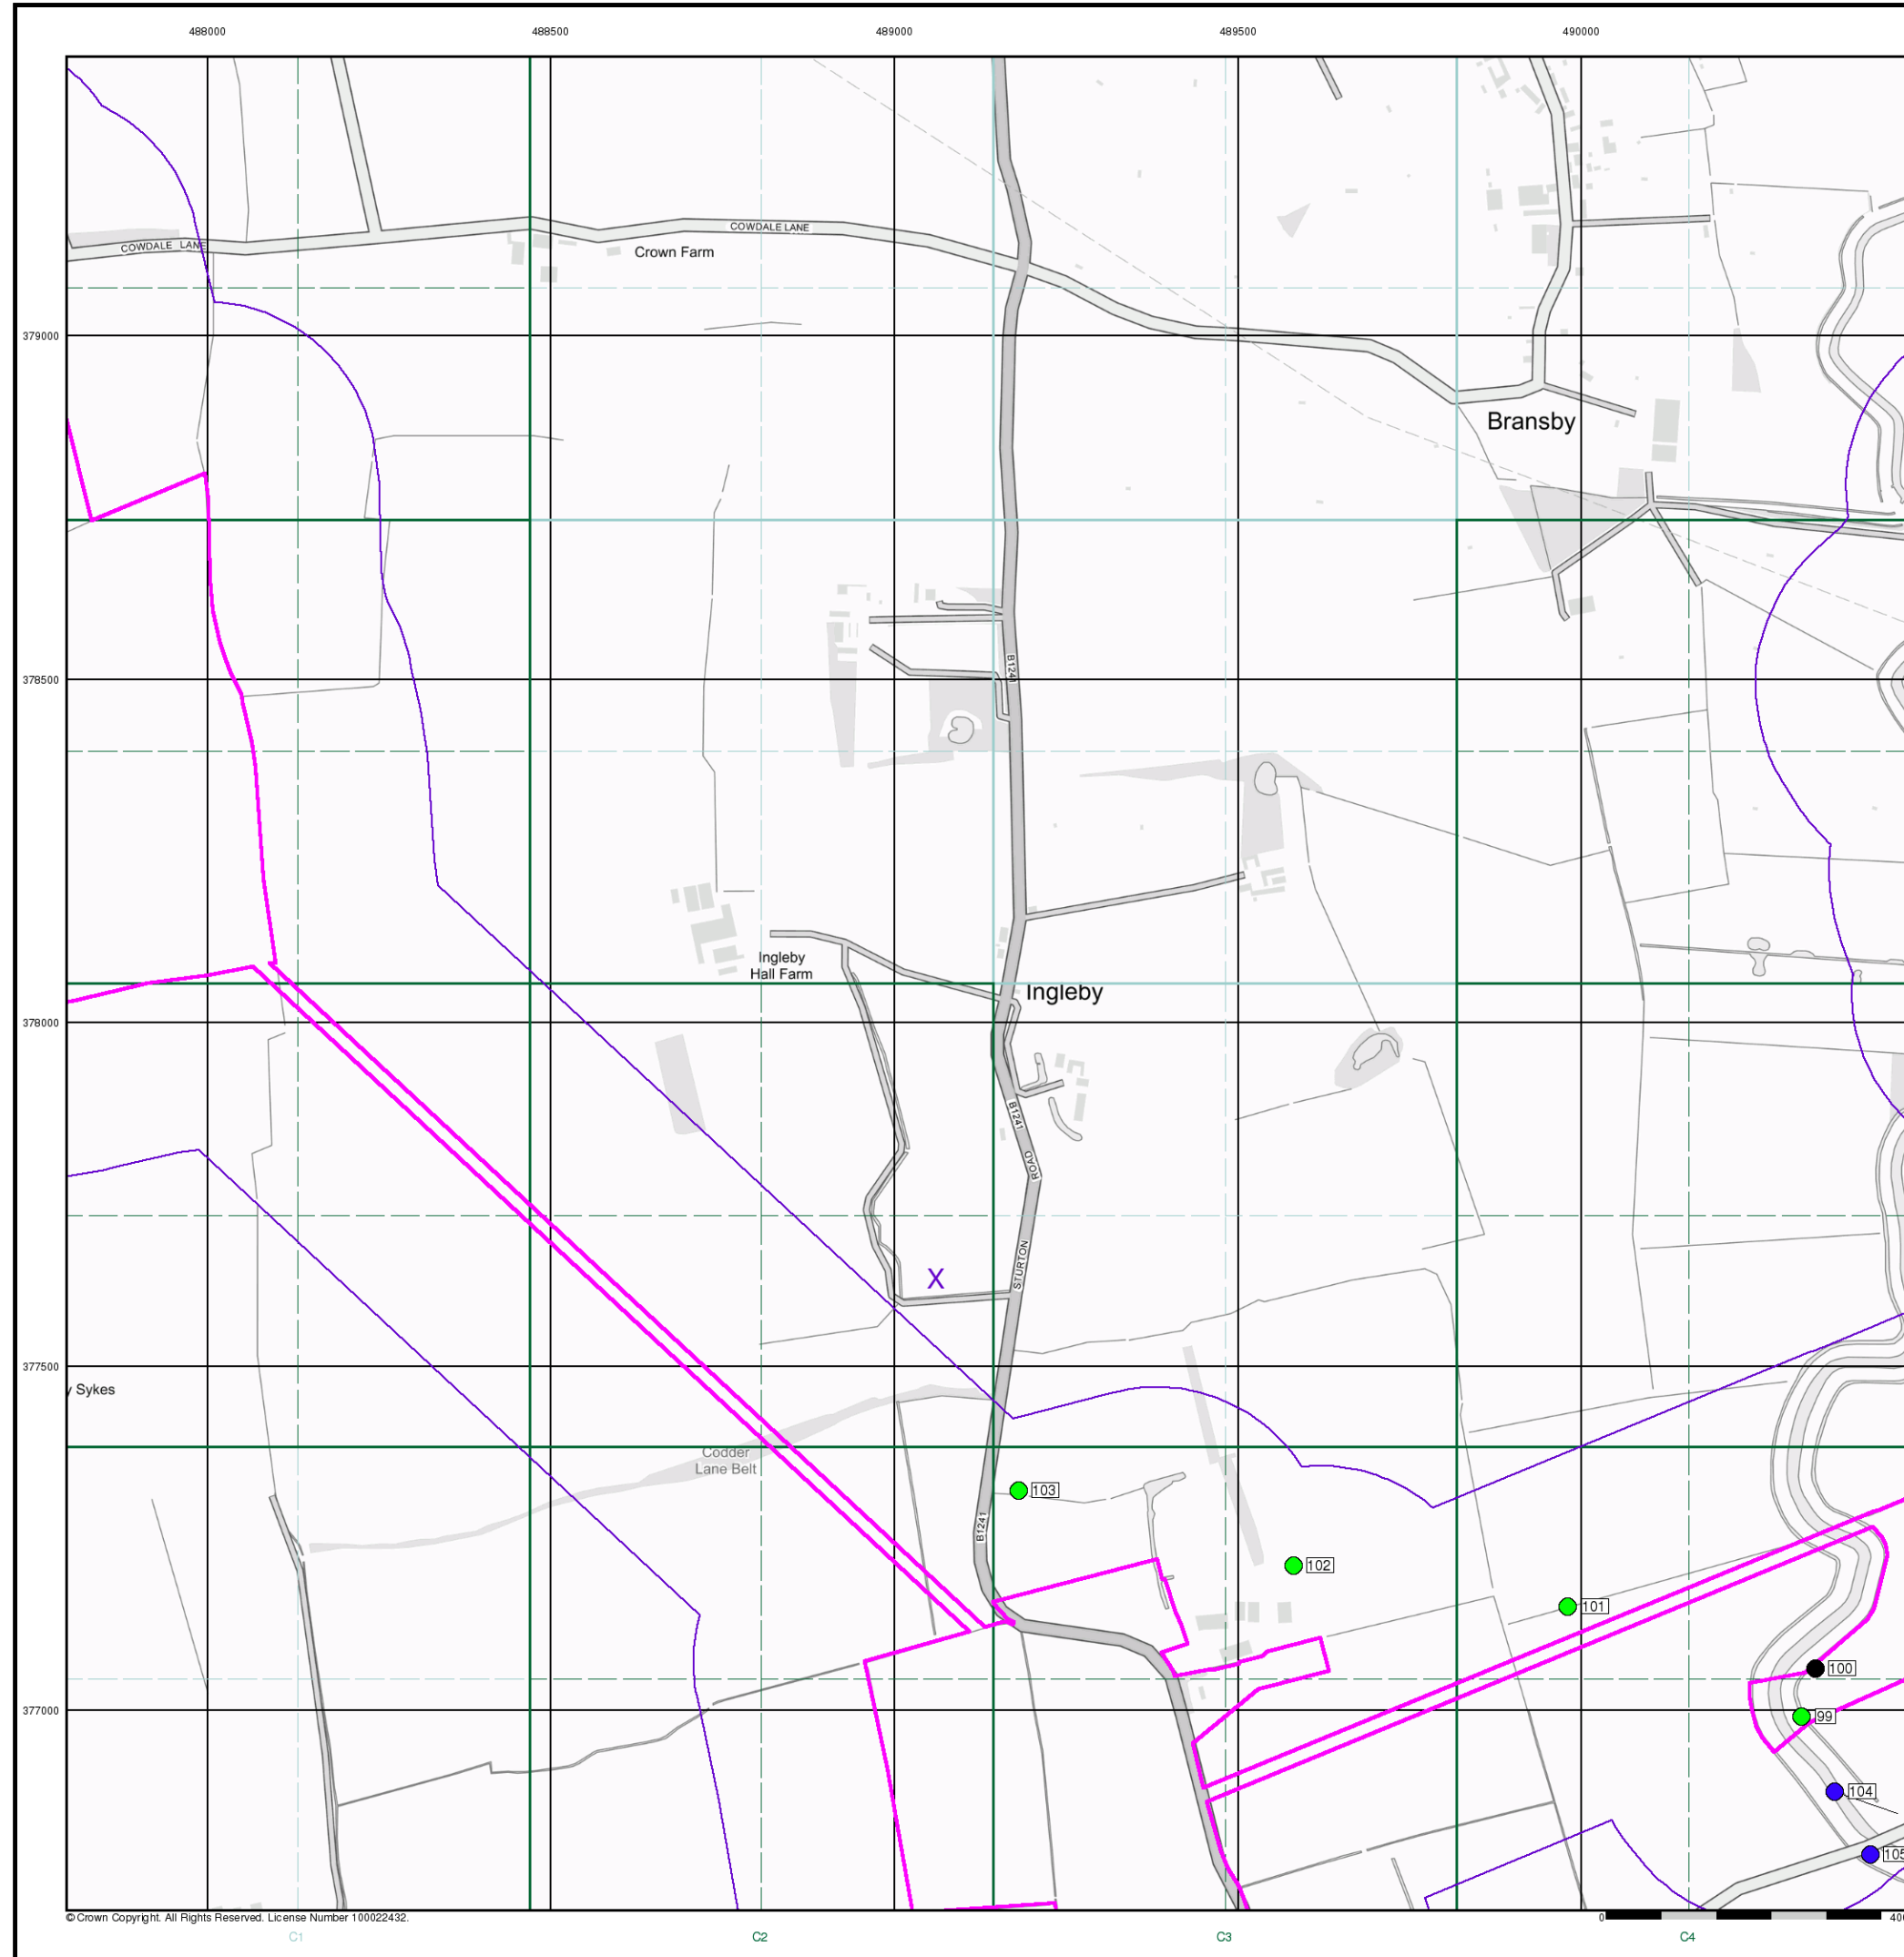 488000 488500 489000 489500 490000
COWDALE LANE
COWDALE LANE
Crown Farm
379000
Bransby
B1241
378500
Ingleby
Hall Farm
Ingleby
378000
B1241
ROAD
STURTON
X
377500
y Sykes
Codder
Lane Belt
103
B1241
102
101
100
99
377000
104
105
© Crown Copyright. All Rights Reserved. License Number 100022432.
0 400
C1 C2 C3 C4